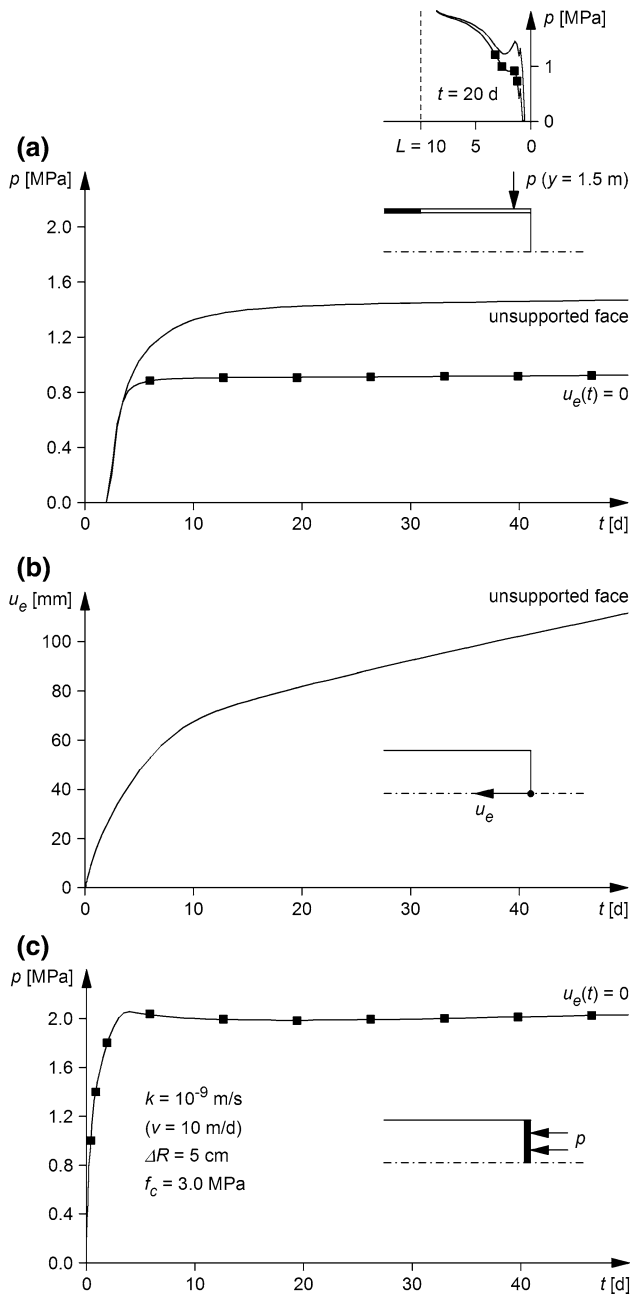 p [MPa]
1
t = 20 d
0
L = 10 5 0
(a)
p [MPa]
p (y = 1.5 m)
2.0
1.6
unsupported face
1.2
0.8
u_e(t) = 0
0.4
0.0
0 10 20 30 40 t [d]
(b)
u_e [mm]
unsupported face
100
80
60
40
u_e
20
0
0 10 20 30 40 t [d]
(c)
p [MPa]
u_e(t) = 0
2.0
1.6
k = 10⁻⁹ m/s
(v = 10 m/d)
1.2
p
ΔR = 5 cm
f_c = 3.0 MPa
0.8
0.4
0.0
0 10 20 30 40 t [d]